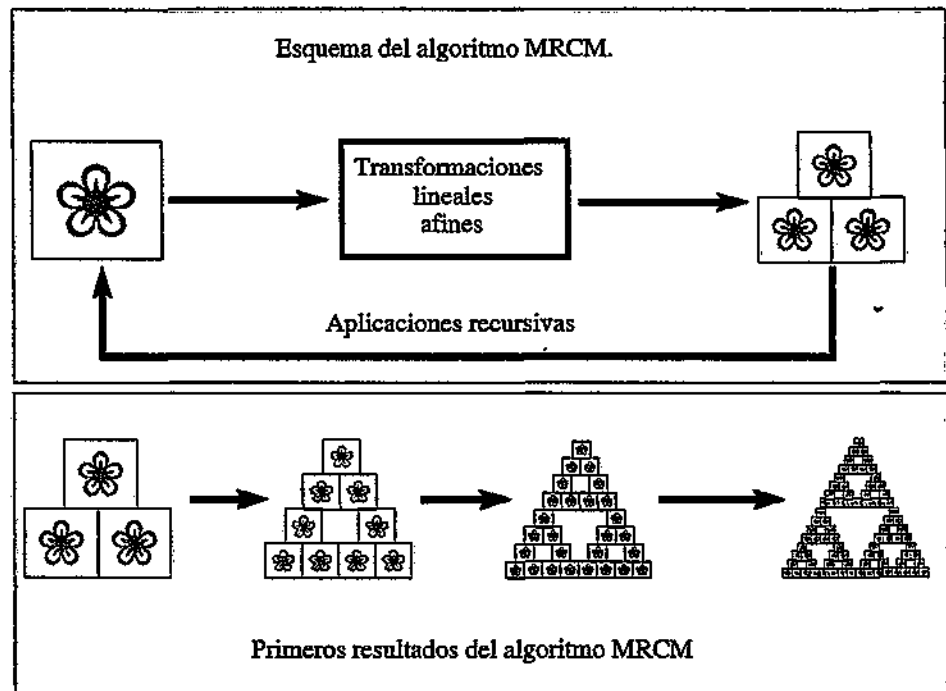 Esquema del algoritmo MRCM.
Transformaciones
lineales
afines
Aplicaciones recursivas
Primeros resultados del algoritmo MRCM